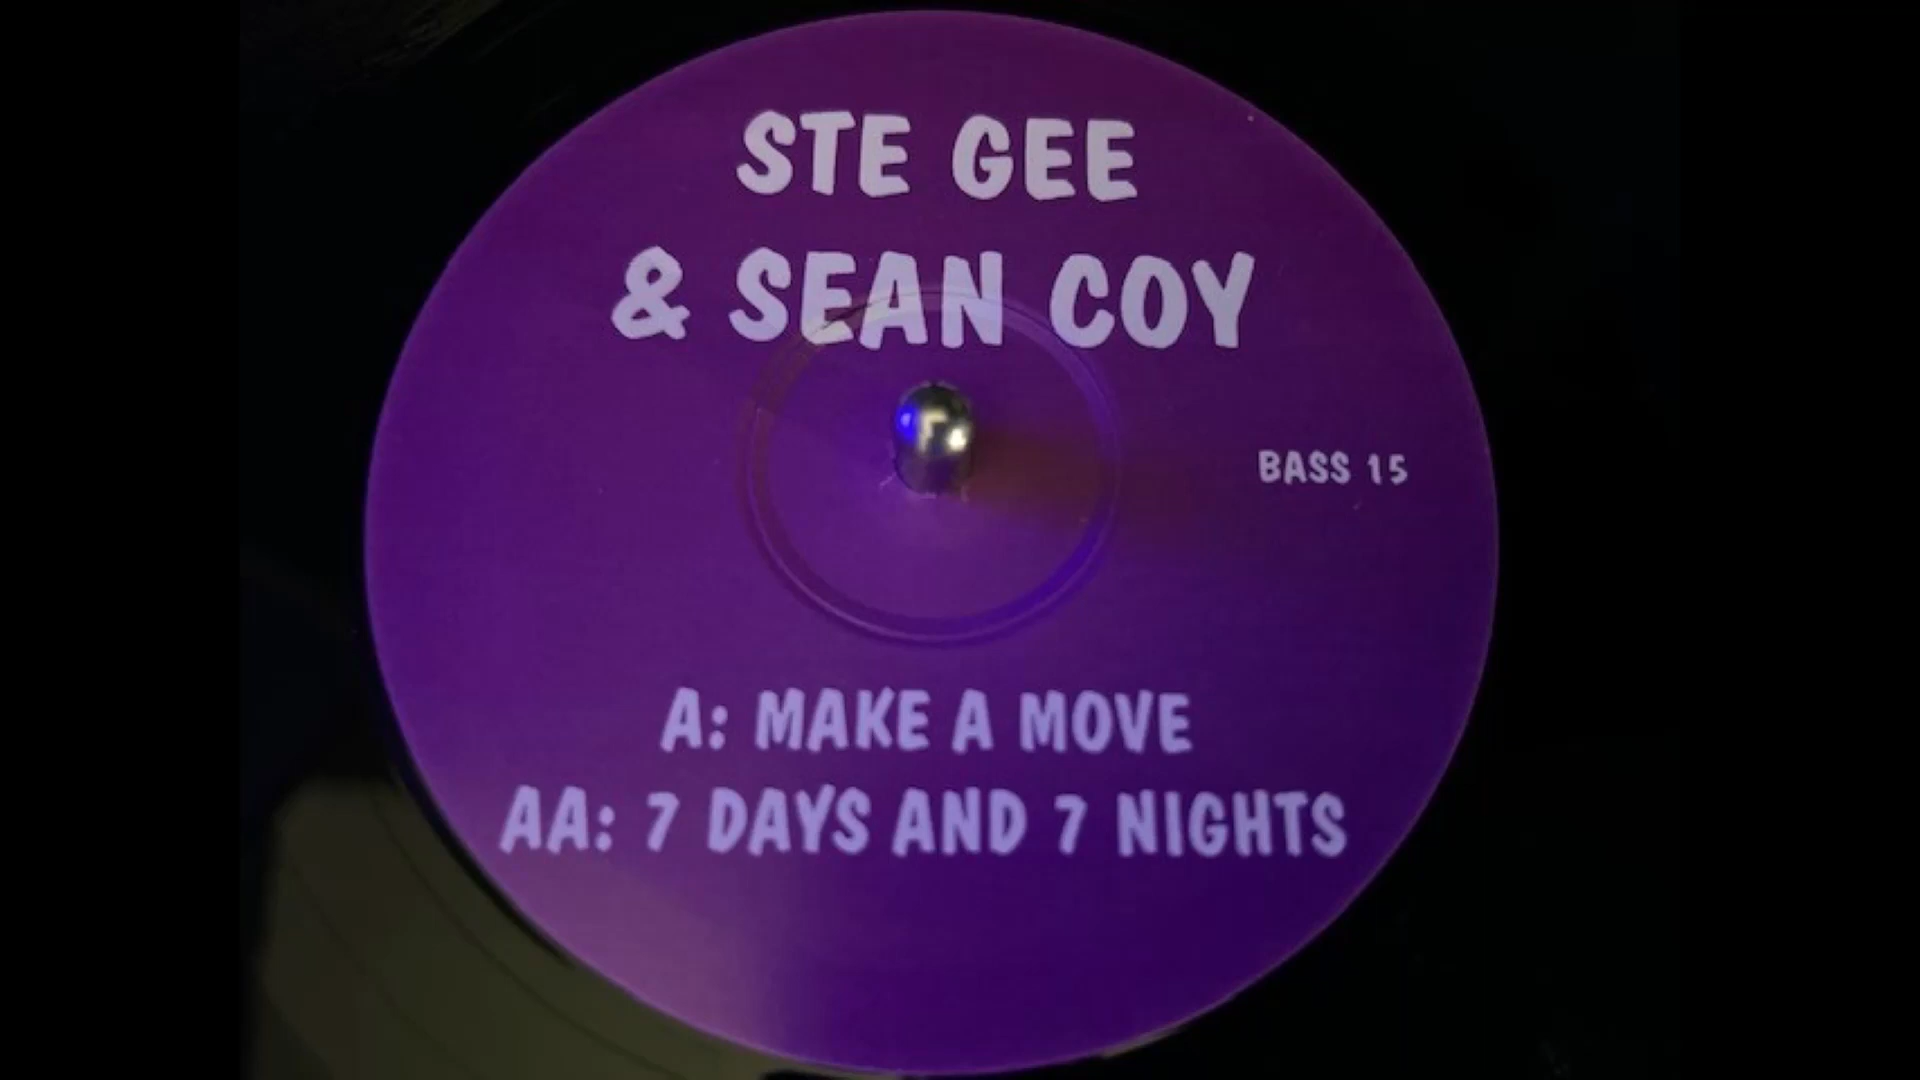 STE GEE
& SEAN COY
BASS 15
A: MAKE A MOVE
AA: 7 DAYS AND 7 NIGHTS